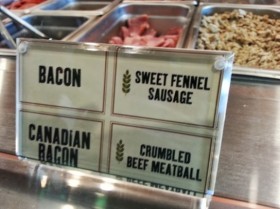 BACON
SWEET FENNEL
SAUSAGE
CANADIAN
BACON
CRUMBLED
BEEF MEATBALL